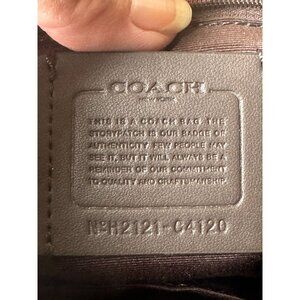 COACH
NEW YORK
THIS IS A COACH BAG. THE
STORYPATCH IS OUR BADGE OF
AUTHENTICITY. FEW PEOPLE MAY
SEE IT, BUT IT WILL ALWAYS BE A
REMINDER OF OUR COMMITMENT
TO QUALITY AND CRAFTSMANSHIP.
NºH2121-C4120